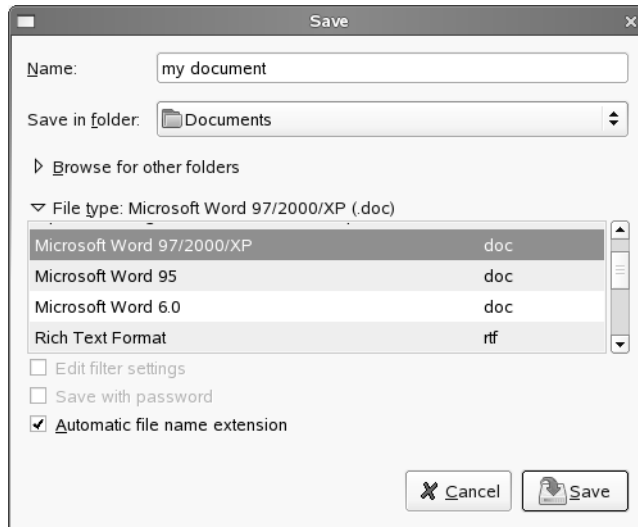 Save
Name: my document
Save in folder: Documents
Browse for other folders
File type: Microsoft Word 97/2000/XP (.doc)
Microsoft Word 97/2000/XP doc
Microsoft Word 95 doc
Microsoft Word 6.0 doc
Rich Text Format rtf
Edit filter settings
Save with password
Automatic file name extension
Cancel Save